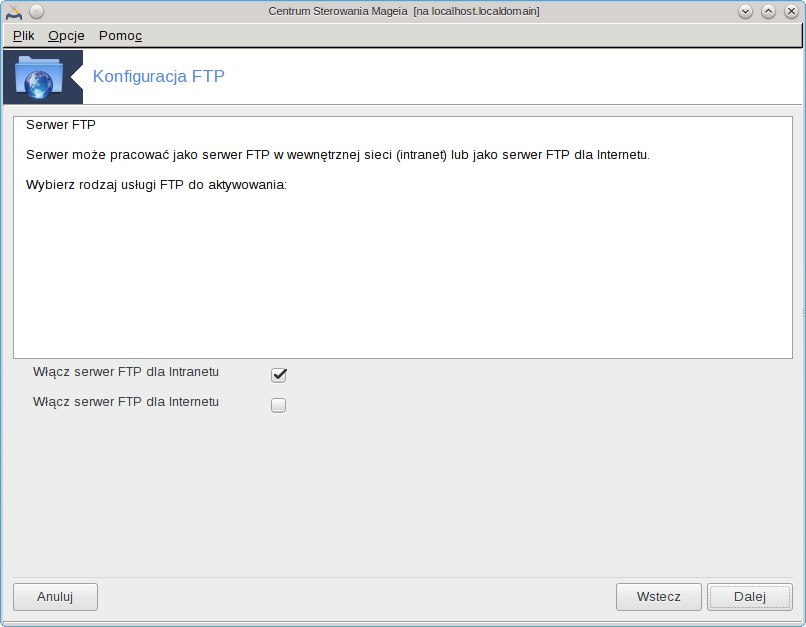 Centrum Sterowania Mageia [na localhost.localdomain]
Plik Opcje Pomoc
Konfiguracja FTP
Serwer FTP
Serwer może pracować jako serwer FTP w wewnętrznej sieci (intranet) lub jako serwer FTP dla Internetu.
Wybierz rodzaj usługi FTP do aktywowania:
Włącz serwer FTP dla Intranetu
Włącz serwer FTP dla Internetu
Anuluj Wstecz Dalej